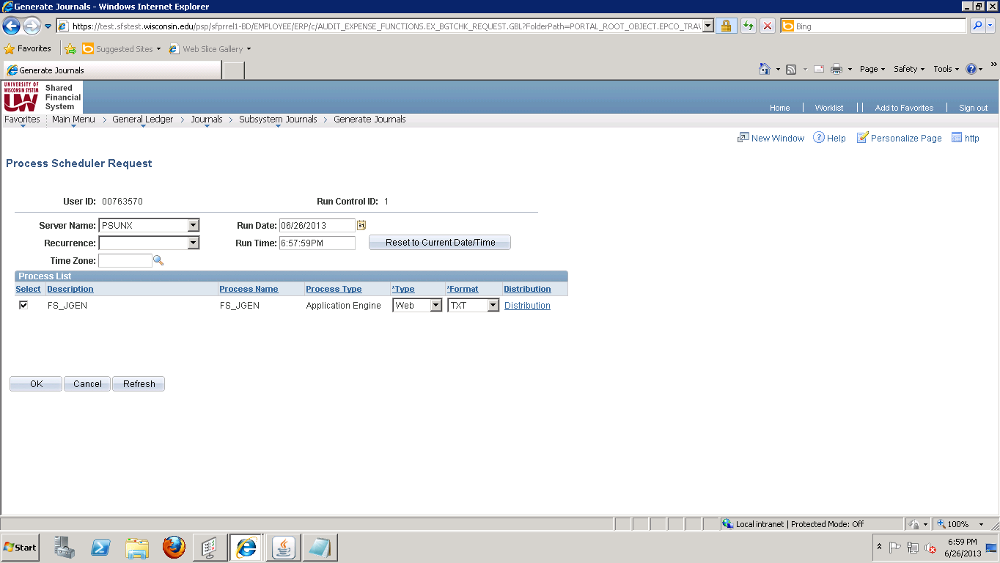 Generate Journals - Windows Internet Explorer
https://test.sfstest.wisconsin.edu/psp/sfprrel1-BD/EMPLOYEE/ERP/c/AUDIT_EXPENSE_FUNCTIONS.EX_BGTCHK_REQUEST.GBL?FolderPath=PORTAL_ROOT_OBJECT.EPCO_TRAV
Bing
Favorites Suggested Sites Web Slice Gallery
Generate Journals
Page Safety Tools
UNIVERSITY OF
WISCONSIN SYSTEM
UW
Shared
Financial
System
Home Worklist Add to Favorites Sign out
Favorites Main Menu > General Ledger > Journals > Subsystem Journals > Generate Journals
New Window Help Personalize Page http
Process Scheduler Request
User ID: 00763570 Run Control ID: 1
Server Name: PSUNX Run Date: 06/26/2013 31
Recurrence: Run Time: 6:57:59PM Reset to Current Date/Time
Time Zone:
Process List
Select Description Process Name Process Type *Type *Format Distribution
FS_JGEN FS_JGEN Application Engine Web TXT Distribution
OK Cancel Refresh
Local intranet | Protected Mode: Off 100%
Start 6:59 PM
6/26/2013